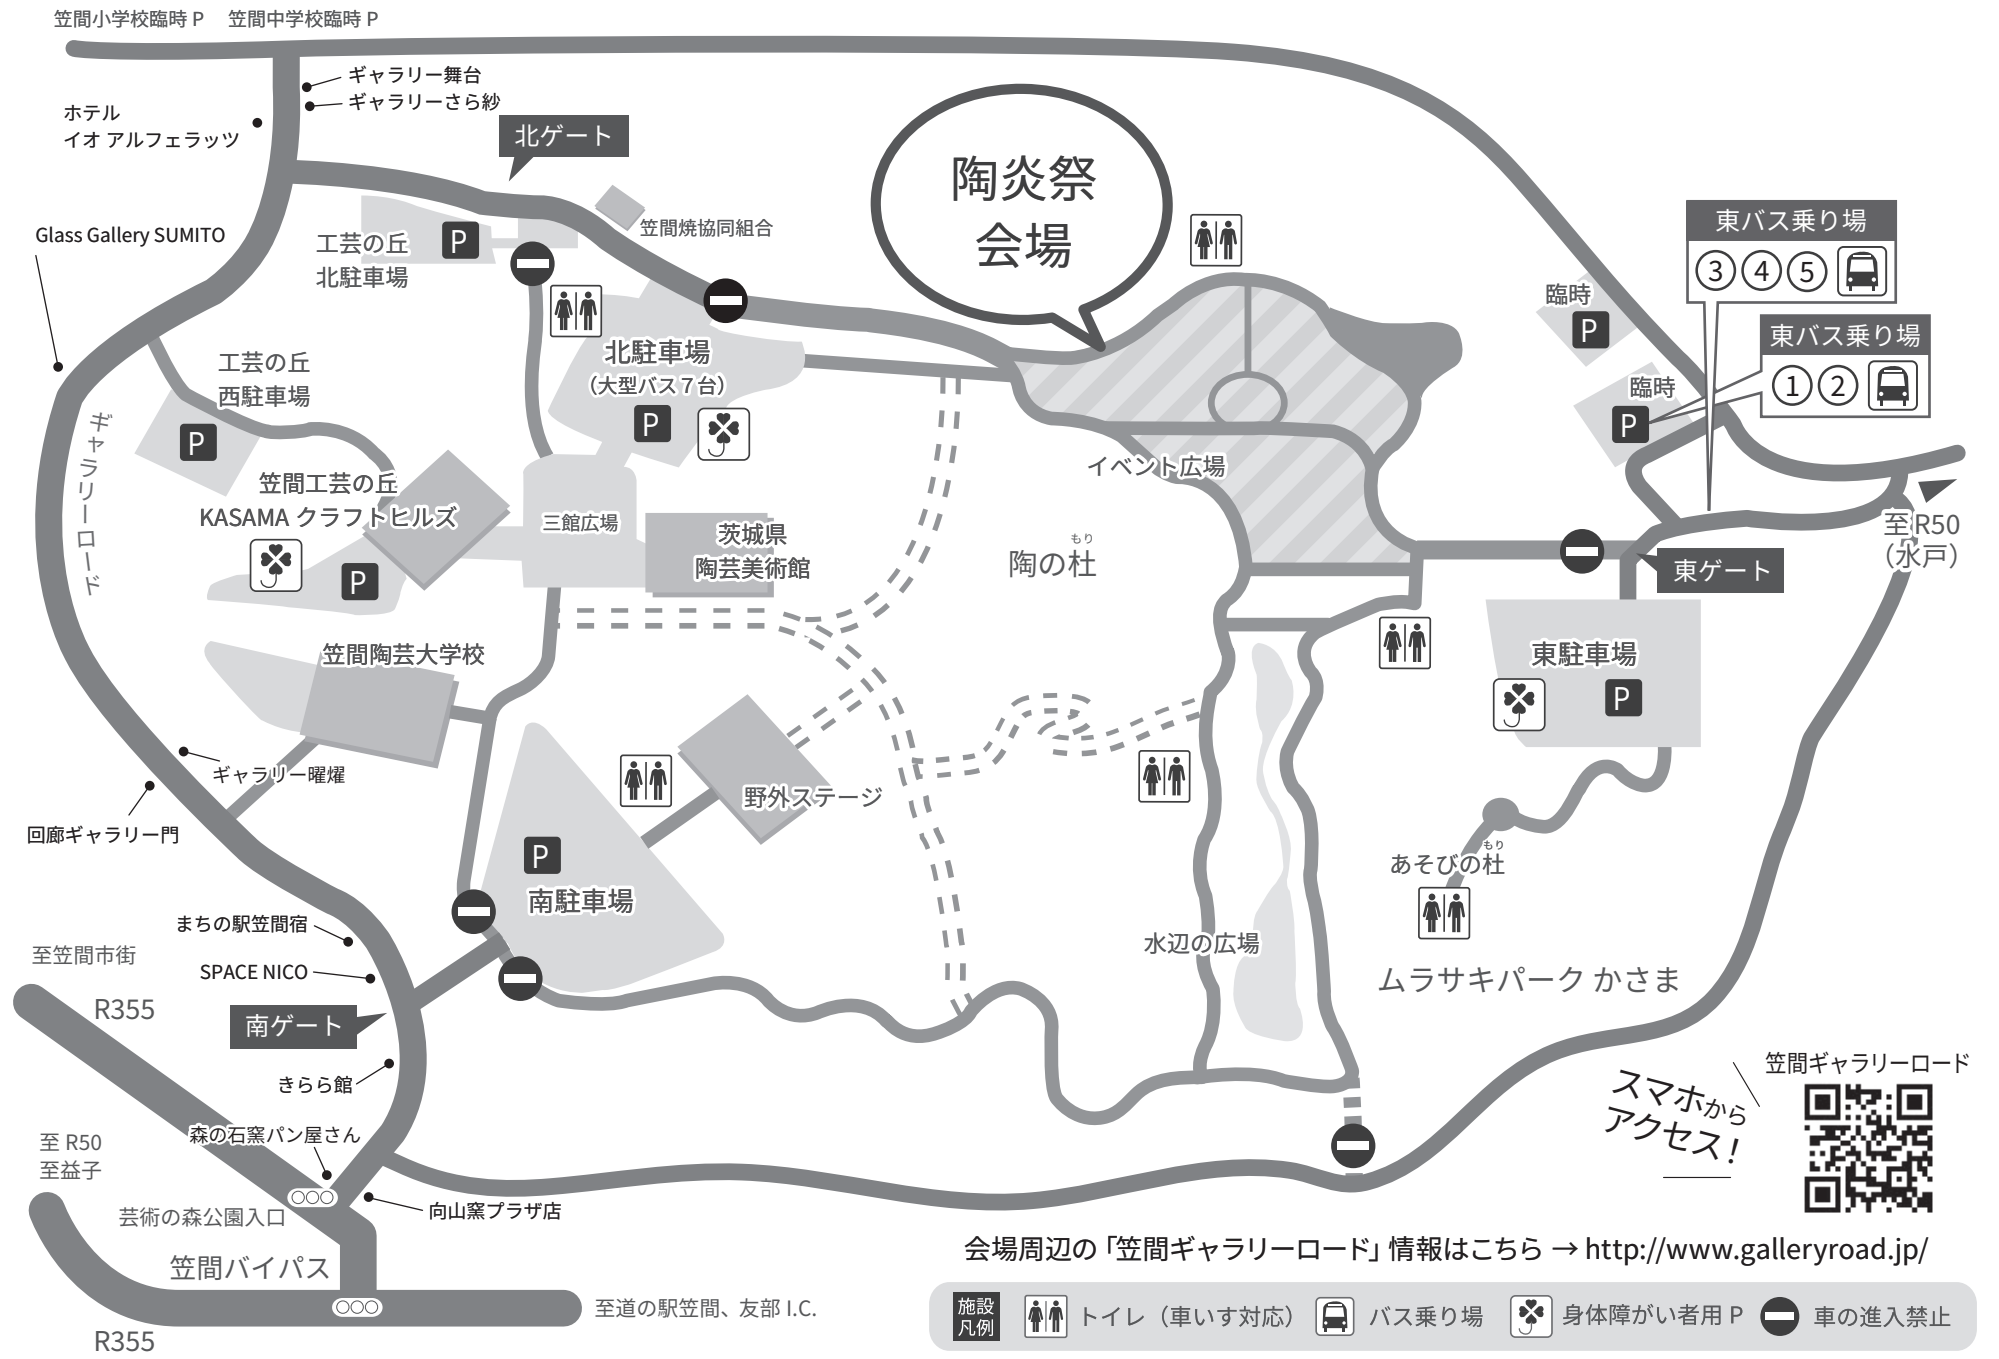 笠間小学校臨時 P
笠間中学校臨時 P
ギャラリー舞台
ギャラリーさら紗
ホテル
イオ アルフェラッツ
北ゲート
陶炎祭
会場
笠間焼協同組合
Glass Gallery SUMITO
工芸の丘
北駐車場
P
東バス乗り場
3 4 5
東バス乗り場
1 2
臨時
P
臨時
P
北駐車場
(大型バス7台)
P
工芸の丘
西駐車場
P
ギャラリーロード
笠間工芸の丘
KASAMA クラフトヒルズ
P
三館広場
茨城県
陶芸美術館
イベント広場
もり
陶の杜
至 R50
(水戸)
東ゲート
東駐車場
P
笠間陶芸大学校
ギャラリー曜燿
回廊ギャラリー門
野外ステージ
P
南駐車場
もり
あそびの杜
水辺の広場
ムラサキパーク かさま
まちの駅笠間宿
SPACE NICO
至笠間市街
R355
南ゲート
きらら館
森の石窯パン屋さん
至 R50
至益子
芸術の森公園入口
向山窯プラザ店
笠間バイパス
R355
至道の駅笠間、友部 I.C.
笠間ギャラリーロード
スマホから
アクセス!
会場周辺の「笠間ギャラリーロード」情報はこちら → http://www.galleryroad.jp/
施設
凡例
トイレ（車いす対応）
バス乗り場
身体障がい者用 P
車の進入禁止